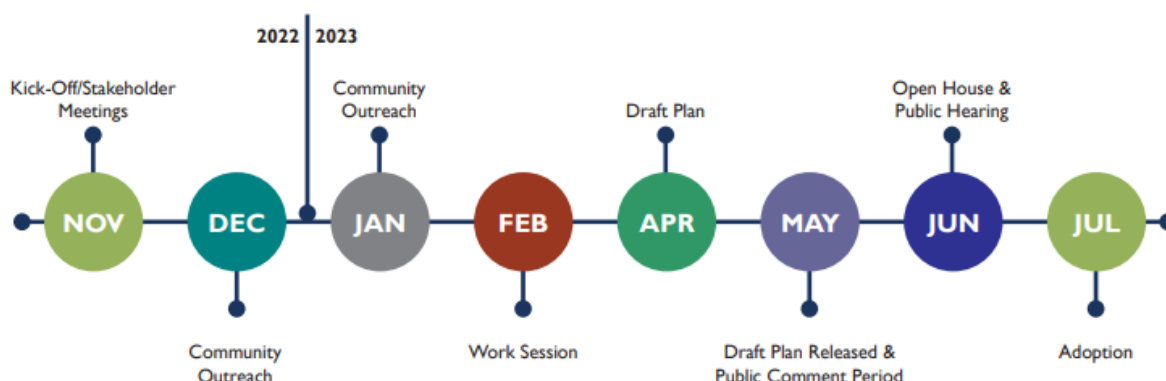 2022 2023
Kick-Off/Stakeholder
Meetings
Community
Outreach
Draft Plan
Open House &
Public Hearing
NOV
DEC
JAN
FEB
APR
MAY
JUN
JUL
Community
Outreach
Work Session
Draft Plan Released &
Public Comment Period
Adoption